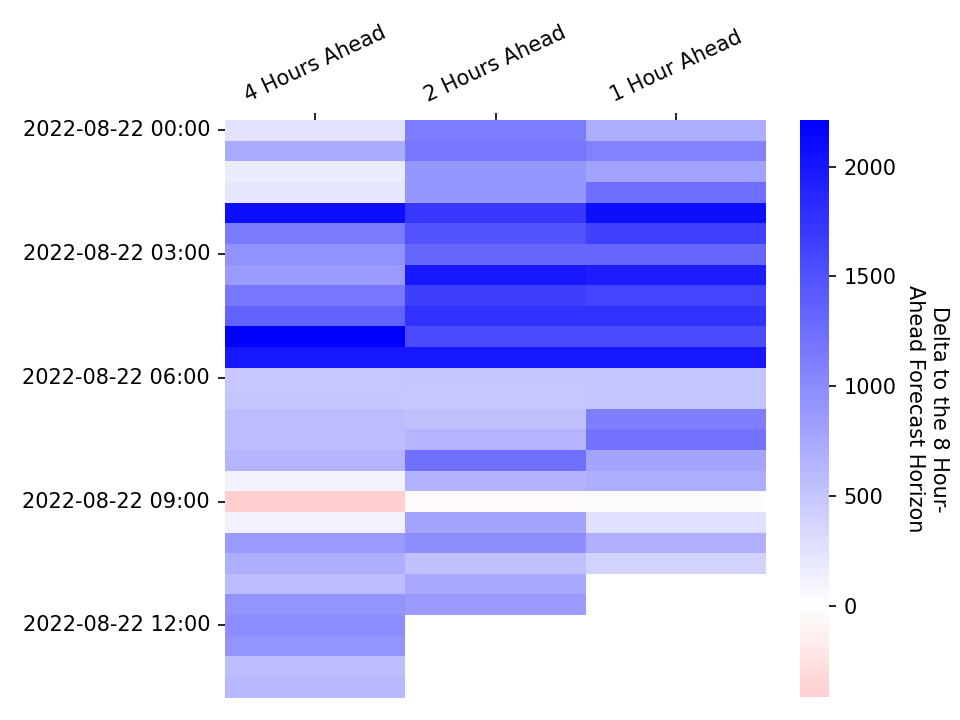 4 Hours Ahead
2 Hours Ahead
1 Hour Ahead
2022-08-22 00:00
2022-08-22 03:00
2022-08-22 06:00
2022-08-22 09:00
2022-08-22 12:00
2000
1500
1000
500
0
Delta to the 8 Hour-
Ahead Forecast Horizon